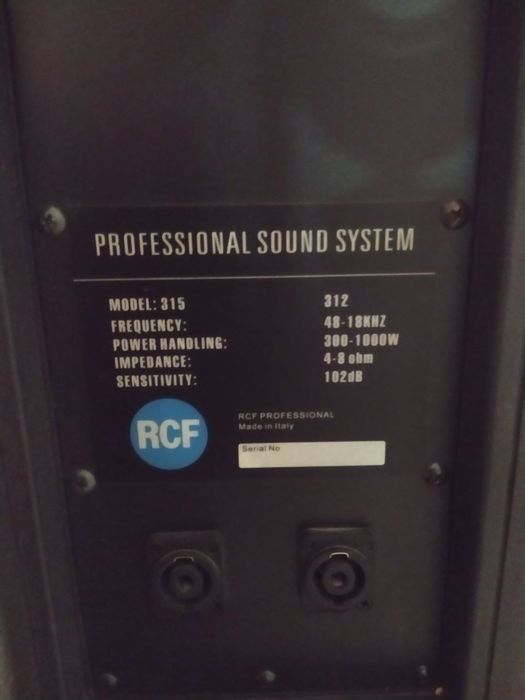 PROFESSIONAL SOUND SYSTEM
MODEL: 315 312
FREQUENCY: 48-18KHZ
POWER HANDLING: 300-1000W
IMPEDANCE: 4-8 ohm
SENSITIVITY: 102dB
RCF
RCF PROFESSIONAL
Made in Italy
Serial No